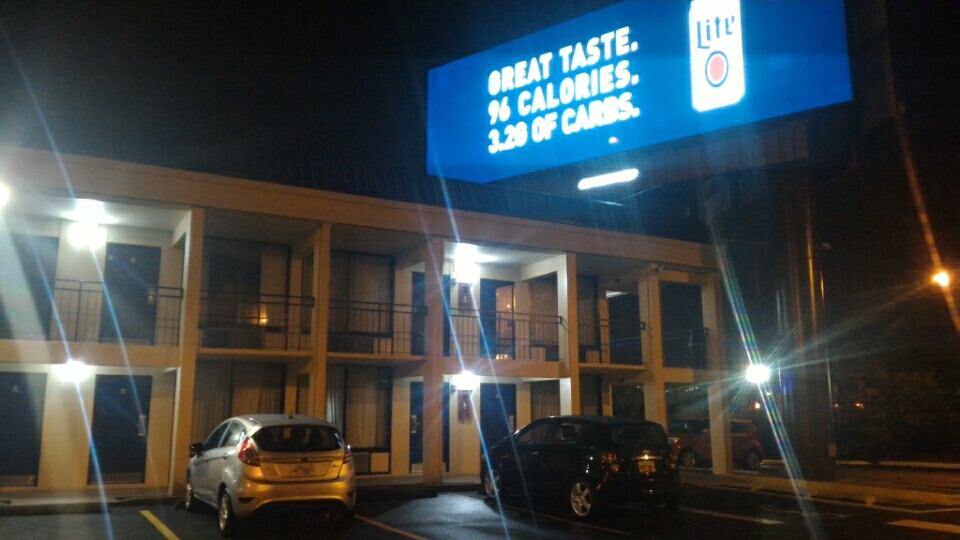 GREAT TASTE.
96 CALORIES.
3.2G OF CARBS.
Lite